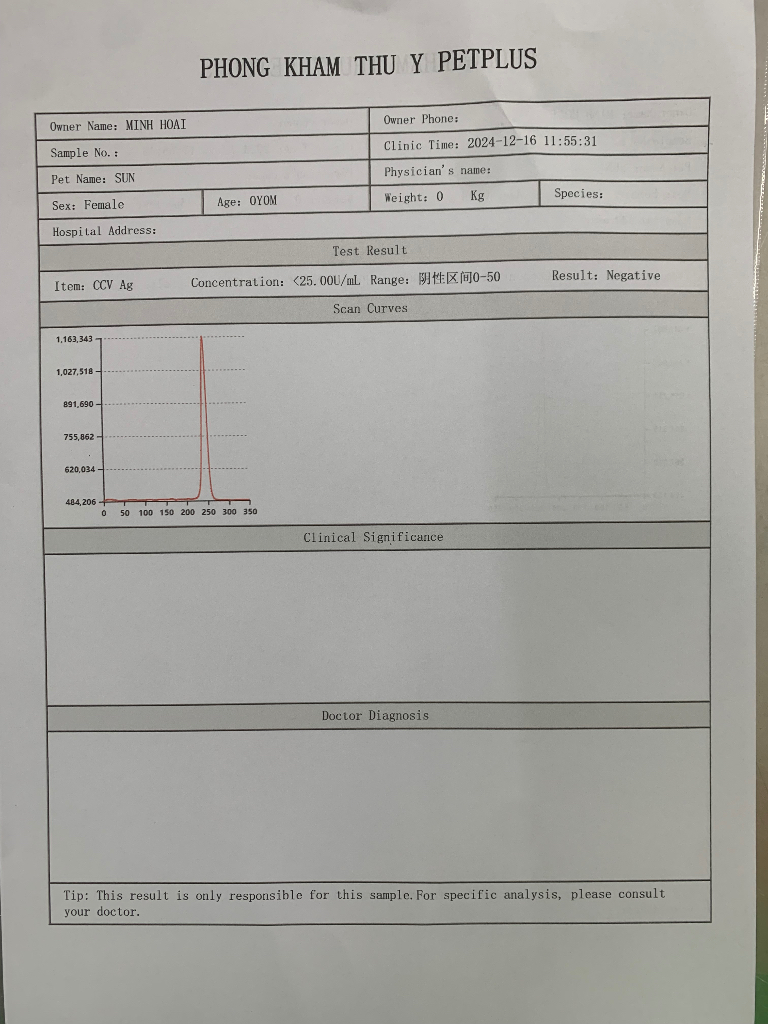 PHONG KHAM THU Y PETPLUS
Owner Name: MINH HOAI
Owner Phone:
Sample No.:
Clinic Time: 2024-12-16 11:55:31
Pet Name: SUN
Physician's name:
Sex: Female
Age: 0Y0M
Weight: 0 Kg
Species:
Hospital Address:
Test Result
Item: CCV Ag Concentration: <25.00U/mL Range: 阴性区间0-50 Result: Negative
Scan Curves
1,163,343
1,027,518
891,690
755,862
620,034
484,206
0 50 100 150 200 250 300 350
Clinical Significance
Doctor Diagnosis
Tip: This result is only responsible for this sample.For specific analysis, please consult
your doctor.